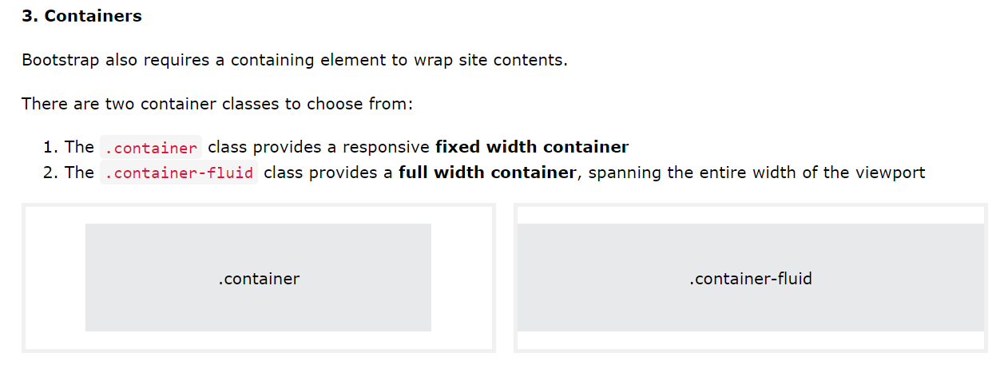 3. Containers
Bootstrap also requires a containing element to wrap site contents.
There are two container classes to choose from:
1. The .container class provides a responsive fixed width container
2. The .container-fluid class provides a full width container, spanning the entire width of the viewport
.container
.container-fluid